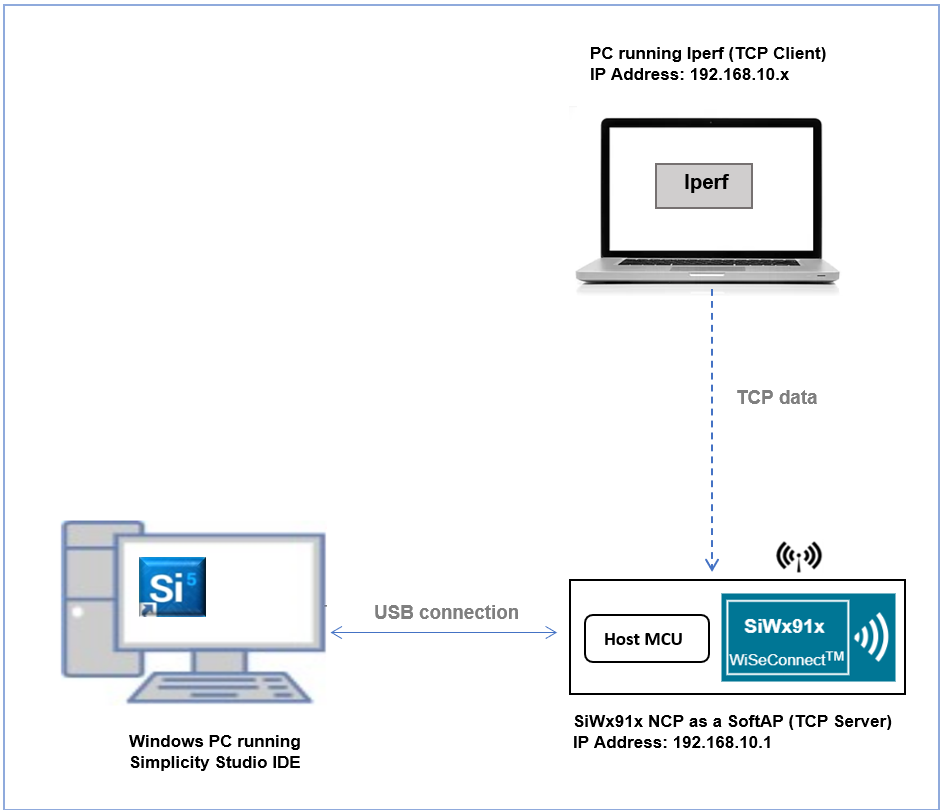 PC running Iperf (TCP Client)
IP Address: 192.168.10.x
Iperf
TCP data
Si 5
USB connection
Host MCU
SiWx91x
WiSeConnect™
SiWx91x NCP as a SoftAP (TCP Server)
IP Address: 192.168.10.1
Windows PC running
Simplicity Studio IDE